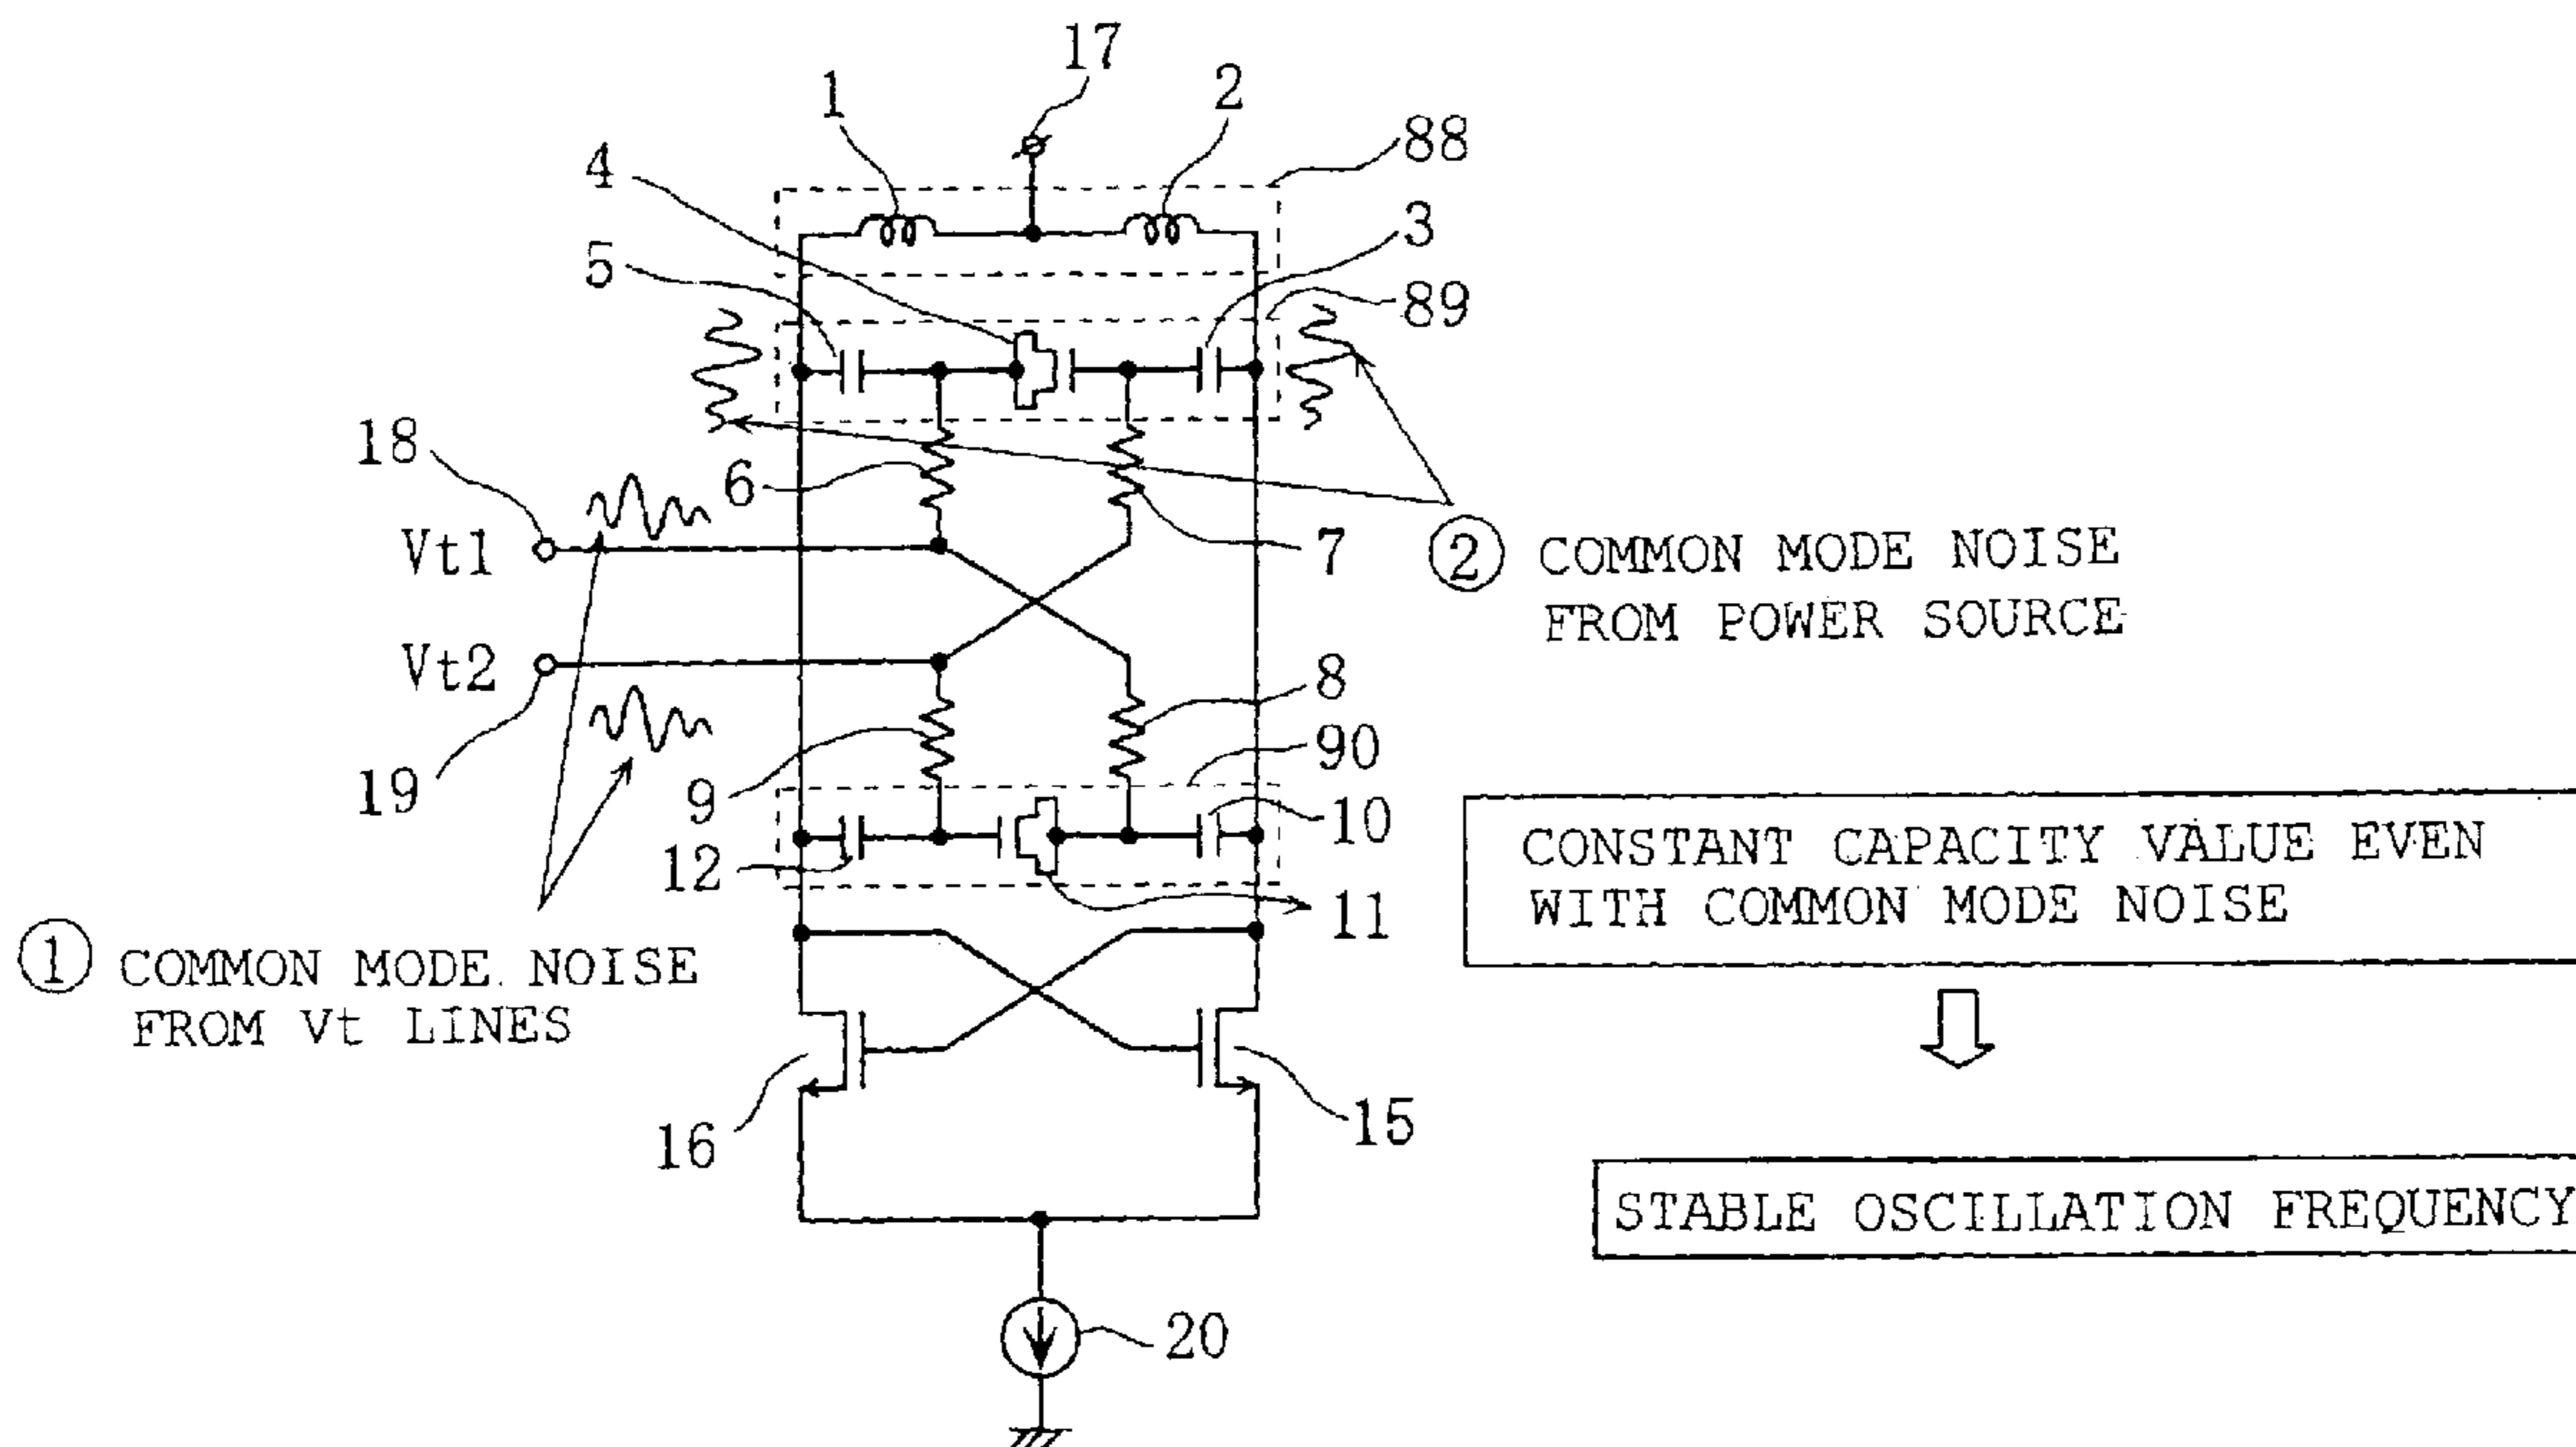 17
1
2
88
4
3
5
89
18
6
Vt1
7
② COMMON MODE NOISE
FROM POWER SOURCE
Vt2
8
90
19
9
10
12
11
CONSTANT CAPACITY VALUE EVEN
WITH COMMON MODE NOISE
① COMMON MODE NOISE
FROM Vt LINES
16
15
STABLE OSCILLATION FREQUENCY
20